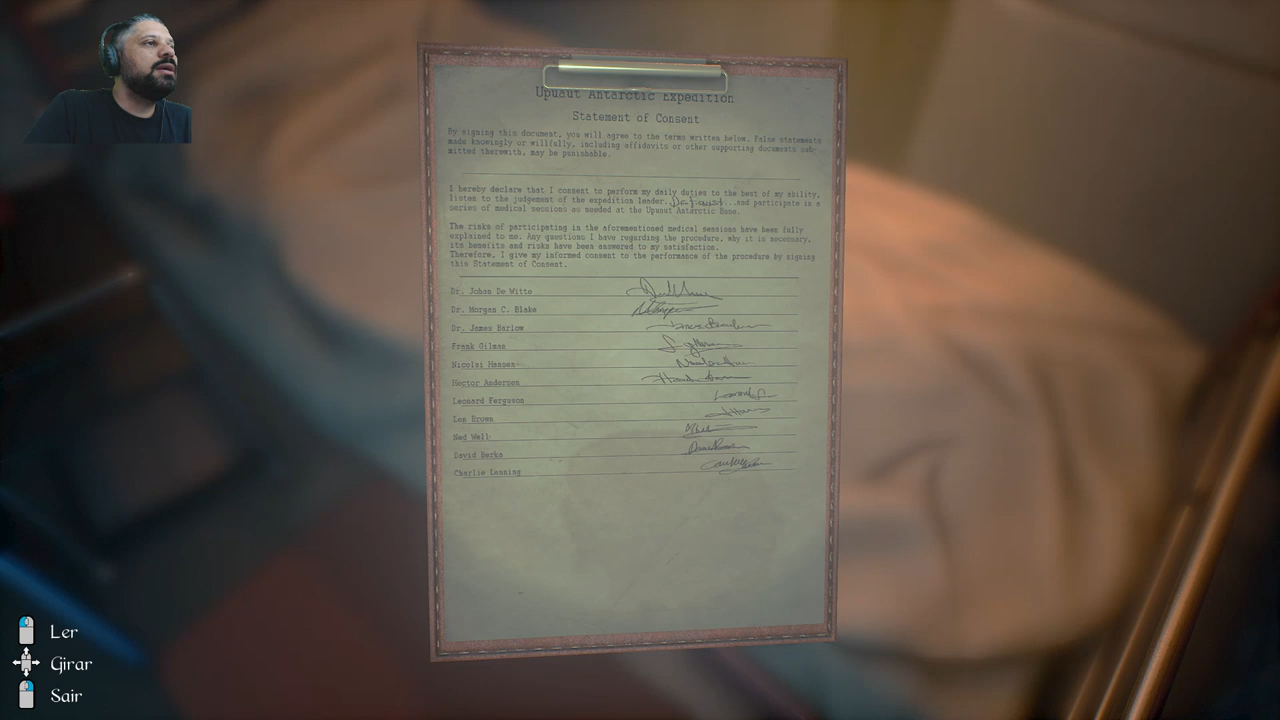 Upuaut Antarctic Expedition
Statement of Consent
By signing this document, you will agree to the terms written below. False statements
made knowingly or willfully, including affidavits or other supporting documents sub-
mitted therewith, may be punishable.
I hereby declare that I consent to perform my daily duties to the best of my ability,
listen to the judgement of the expedition leader, Dr. Faust...and participate in a
series of medical sessions as needed at the Upuaut Antarctic Base.
The risks of participating in the aforementioned medical sessions have been fully
explained to me. Any questions I have regarding the procedure, why it is necessary,
its benefits and risks have been answered to my satisfaction.
Therefore, I give my informed consent to the performance of the procedure by signing
this Statement of Consent.
Dr. Johan De Witte
Dr. Morgan C. Blake
Dr. James Barlow
Frank Gilman
Nicolai Hansen
Hector Anderson
Leonard Ferguson
Len Brown
Ned Well
David Berka
Charlie Lanning
Ler
Girar
Sair